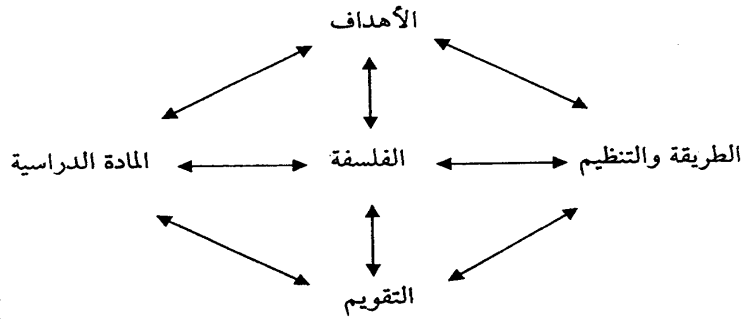 الأهداف
الطريقة والتنظيم
الفلسفة
المادة الدراسية
التقويم